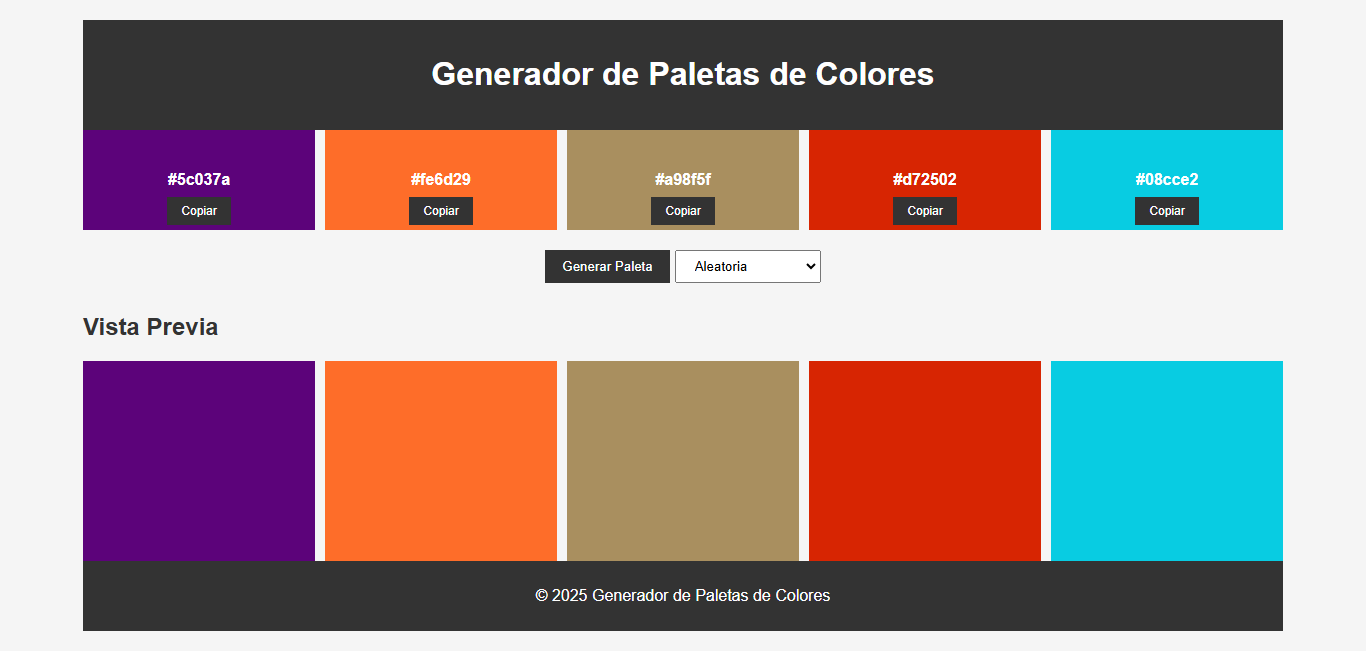 Generador de Paletas de Colores
#5c037a
#fe6d29
#a98f5f
#d72502
#08cce2
Copiar
Copiar
Copiar
Copiar
Copiar
Generar Paleta
Aleatoria
Vista Previa
© 2025 Generador de Paletas de Colores